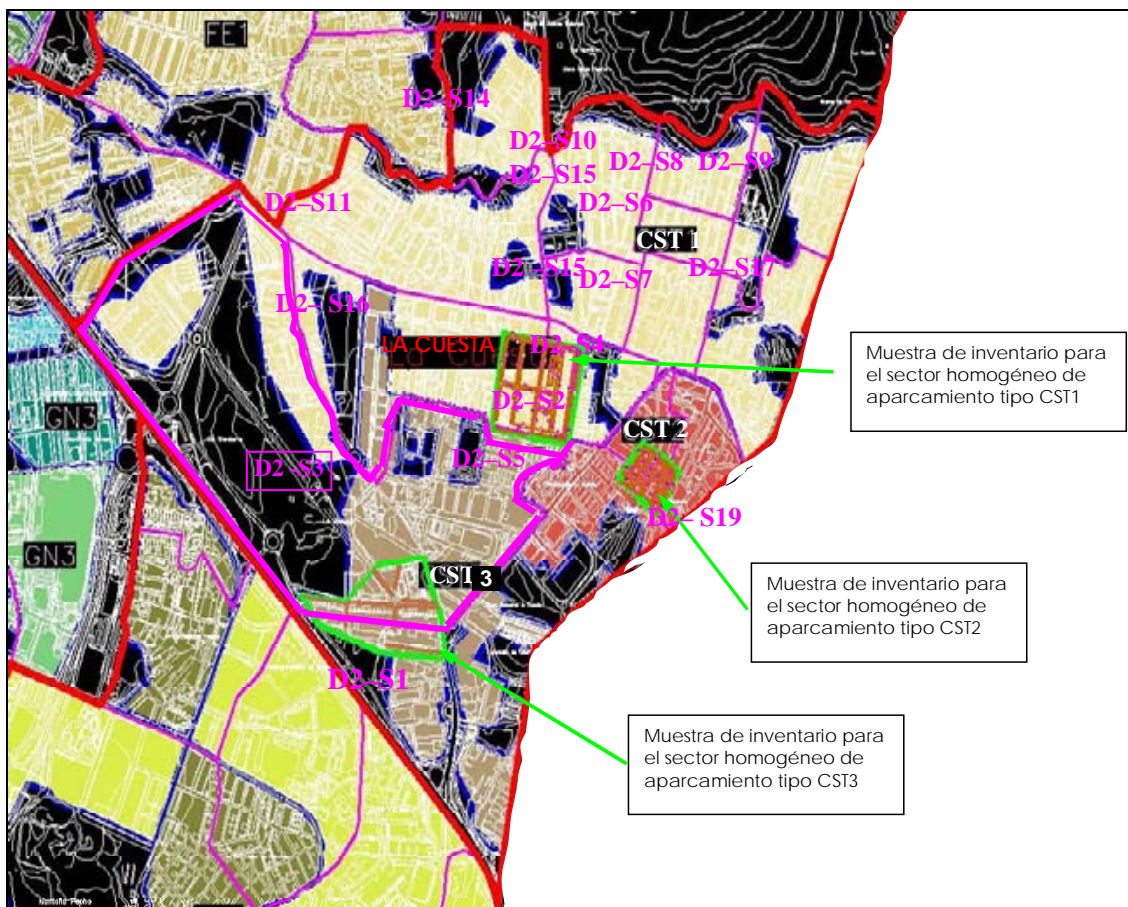 FE1
D2–S14
D2–S10
D2–S15
D2–S8
D2–S9
D2–S11
D2–S6
CST 1
D2–S15
D2–S7
D2–S17
D2– S16
LA CUESTA
D2–S4
Muestra de inventario para
el sector homogéneo de
aparcamiento tipo CST1
GN3
D2–S2
CST 2
D2–S5
D2–S3
D2– S19
GN3
CST 3
Muestra de inventario para
el sector homogéneo de
aparcamiento tipo CST2
D2–S1
Muestra de inventario para
el sector homogéneo de
aparcamiento tipo CST3